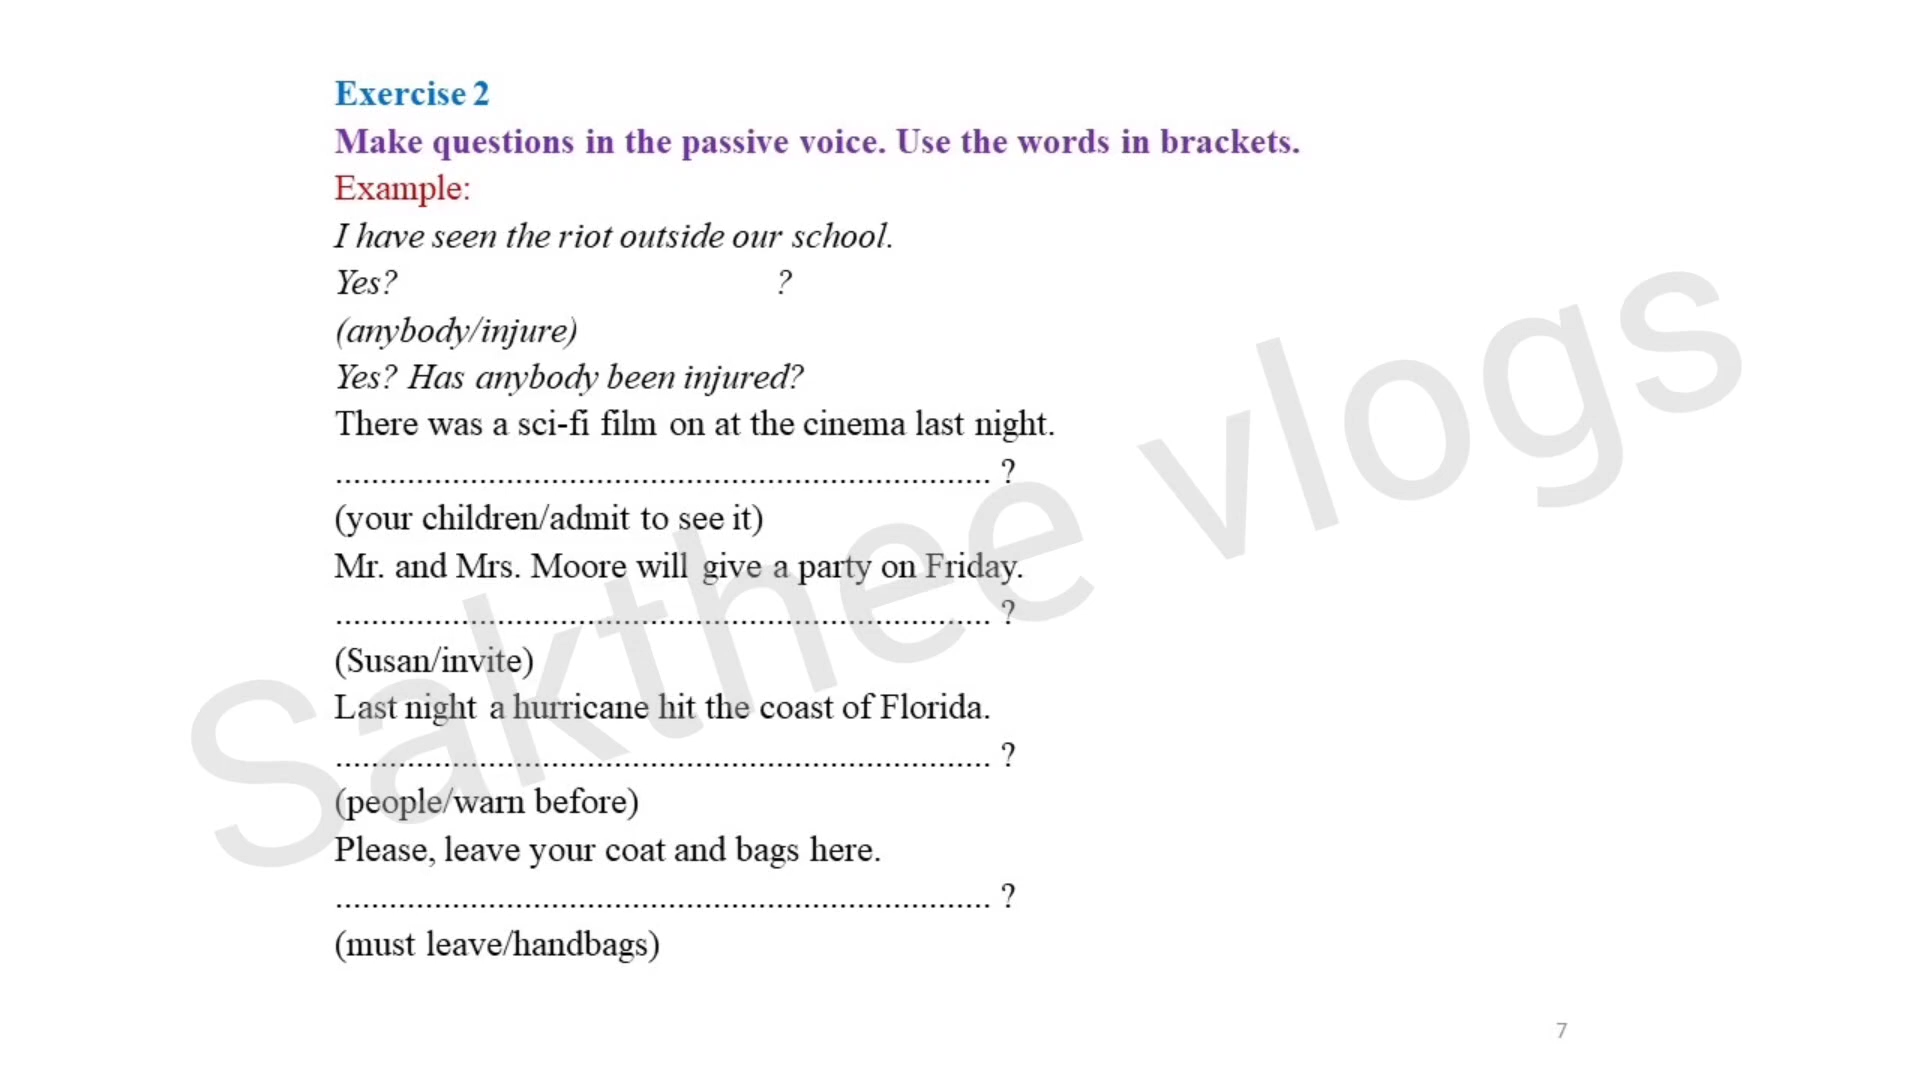 Exercise 2
Make questions in the passive voice. Use the words in brackets.
Example:
I have seen the riot outside our school.
Yes? ?
(anybody/injure)
Yes? Has anybody been injured?
There was a sci-fi film on at the cinema last night.
......................................................................... ?
(your children/admit to see it)
Mr. and Mrs. Moore will give a party on Friday.
......................................................................... ?
(Susan/invite)
Last night a hurricane hit the coast of Florida.
......................................................................... ?
(people/warn before)
Please, leave your coat and bags here.
......................................................................... ?
(must leave/handbags)
Sakthee vlogs
7